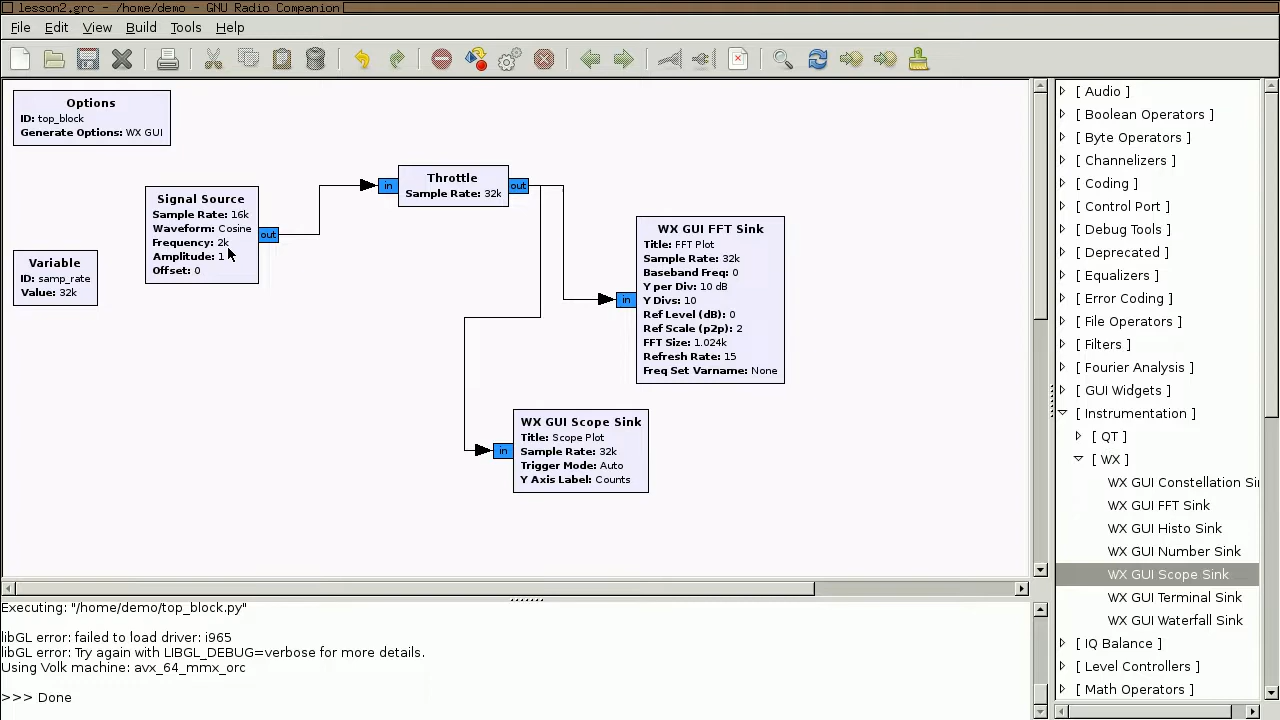 lesson2.grc - /home/demo - GNU Radio Companion
File Edit View Build Tools Help
Options
ID: top_block
Generate Options: WX GUI
Signal Source
Sample Rate: 16k
Waveform: Cosine
Frequency: 2k
Amplitude: 1
Offset: 0
out
Variable
ID: samp_rate
Value: 32k
in
Throttle
Sample Rate: 32k
out
in
WX GUI FFT Sink
Title: FFT Plot
Sample Rate: 32k
Baseband Freq: 0
Y per Div: 10 dB
Y Divs: 10
Ref Level (dB): 0
Ref Scale (p2p): 2
FFT Size: 1.024k
Refresh Rate: 15
Freq Set Varname: None
in
WX GUI Scope Sink
Title: Scope Plot
Sample Rate: 32k
Trigger Mode: Auto
Y Axis Label: Counts
[ Audio ]
[ Boolean Operators ]
[ Byte Operators ]
[ Channelizers ]
[ Coding ]
[ Control Port ]
[ Debug Tools ]
[ Deprecated ]
[ Equalizers ]
[ Error Coding ]
[ File Operators ]
[ Filters ]
[ Fourier Analysis ]
[ GUI Widgets ]
[ Instrumentation ]
[ QT ]
[ WX ]
WX GUI Constellation Sin
WX GUI FFT Sink
WX GUI Histo Sink
WX GUI Number Sink
WX GUI Scope Sink
WX GUI Terminal Sink
WX GUI Waterfall Sink
[ IQ Balance ]
[ Level Controllers ]
[ Math Operators ]
Executing: "/home/demo/top_block.py"
libGL error: failed to load driver: i965
libGL error: Try again with LIBGL_DEBUG=verbose for more details.
Using Volk machine: avx_64_mmx_orc
>>> Done